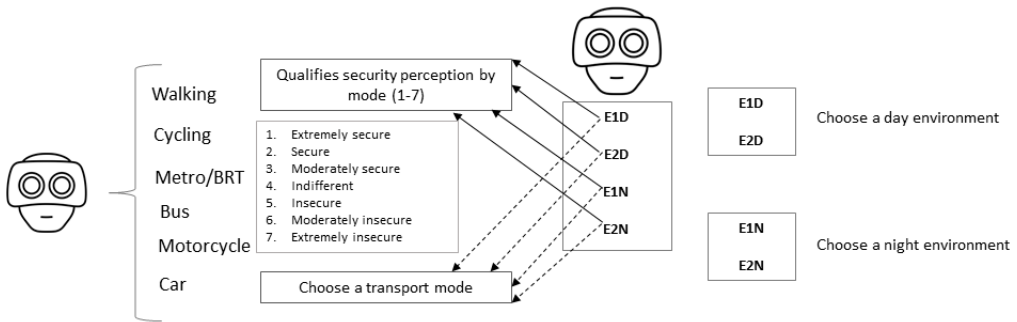 Walking
Cycling
Metro/BRT
Bus
Motorcycle
Car
Qualifies security perception by
mode (1-7)
1. Extremely secure
2. Secure
3. Moderately secure
4. Indifferent
5. Insecure
6. Moderately insecure
7. Extremely insecure
Choose a transport mode
E1D
E2D
E1N
E2N
E1D
E2D
Choose a day environment
E1N
E2N
Choose a night environment